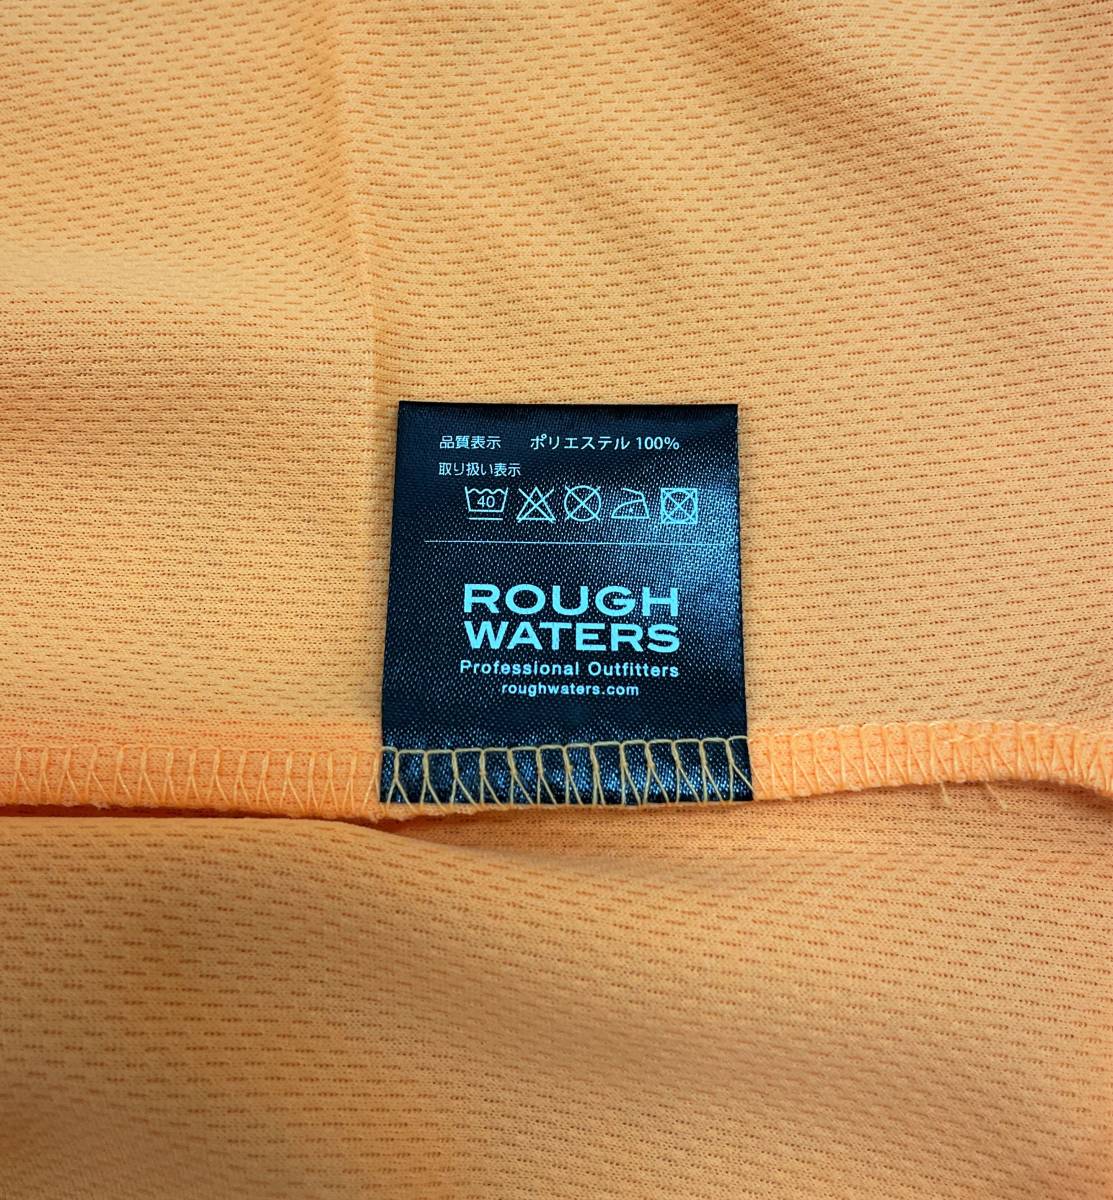 品質表示 ポリエステル 100%
取り扱い表示
40
ROUGH
WATERS
Professional Outfitters
roughwaters.com